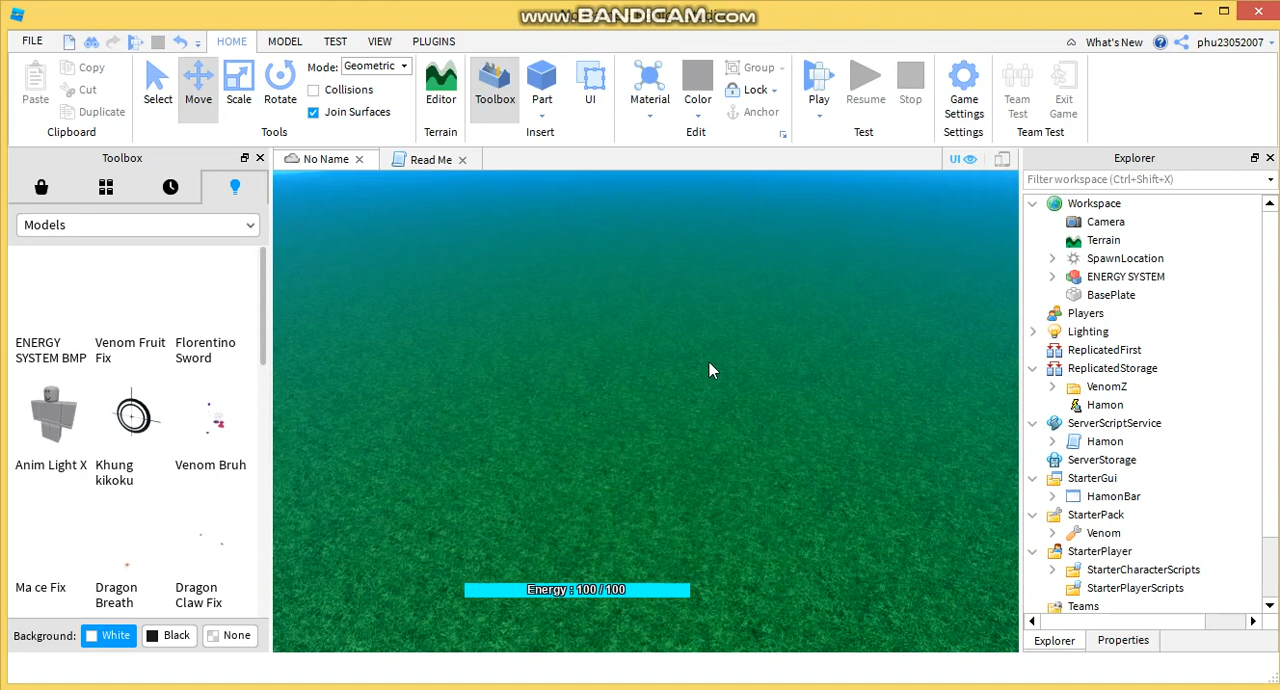 www.BANDICAM.com
FILE
HOME
MODEL
TEST
VIEW
PLUGINS
What's New
phu23052007
Paste
Copy
Cut
Duplicate
Clipboard
Select
Move
Scale
Rotate
Mode: Geometric
Collisions
Join Surfaces
Tools
Editor
Terrain
Toolbox
Part
UI
Insert
Material
Color
Group
Lock
Anchor
Edit
Play
Resume
Stop
Test
Game
Settings
Settings
Team
Test
Exit
Game
Team Test
Toolbox
Models
ENERGY
SYSTEM BMP
Venom Fruit
Fix
Florentino
Sword
Anim Light X
Khung
kikoku
Venom Bruh
Ma ce Fix
Dragon
Breath
Dragon
Claw Fix
Background: White Black None
No Name
Read Me
UI
Energy : 100 / 100
Explorer
Filter workspace (Ctrl+Shift+X)
Workspace
Camera
Terrain
SpawnLocation
ENERGY SYSTEM
BasePlate
Players
Lighting
ReplicatedFirst
ReplicatedStorage
VenomZ
Hamon
ServerScriptService
Hamon
ServerStorage
StarterGui
HamonBar
StarterPack
Venom
StarterPlayer
StarterCharacterScripts
StarterPlayerScripts
Teams
Explorer
Properties